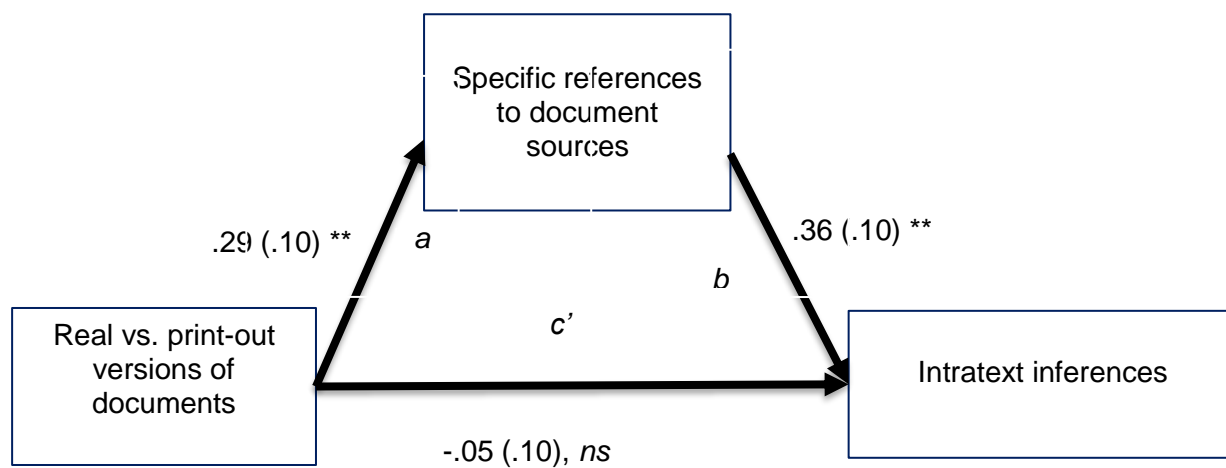 Specific references
to document
sources
.29 (.10) **
a
.36 (.10) **
b
c’
Real vs. print-out
versions of
documents
Intratext inferences
-.05 (.10), ns